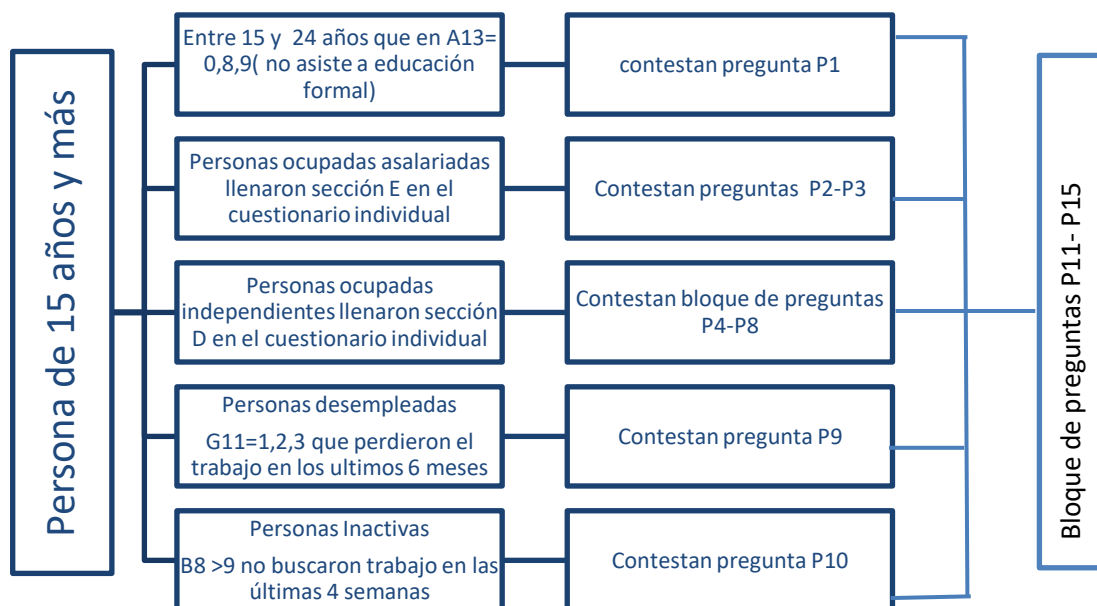 Persona de 15 años y más
Entre 15 y 24 años que en A13=
0,8,9( no asiste a educación
formal)
contestan pregunta P1
Personas ocupadas asalariadas
llenaron sección E en el
cuestionario individual
Contestan preguntas P2-P3
Personas ocupadas
independientes llenaron sección
D en el cuestionario individual
Contestan bloque de preguntas
P4-P8
Personas desempleadas
G11=1,2,3 que perdieron el
trabajo en los ultimos 6 meses
Contestan pregunta P9
Personas Inactivas
B8 >9 no buscaron trabajo en las
últimas 4 semanas
Contestan pregunta P10
Bloque de preguntas P11- P15